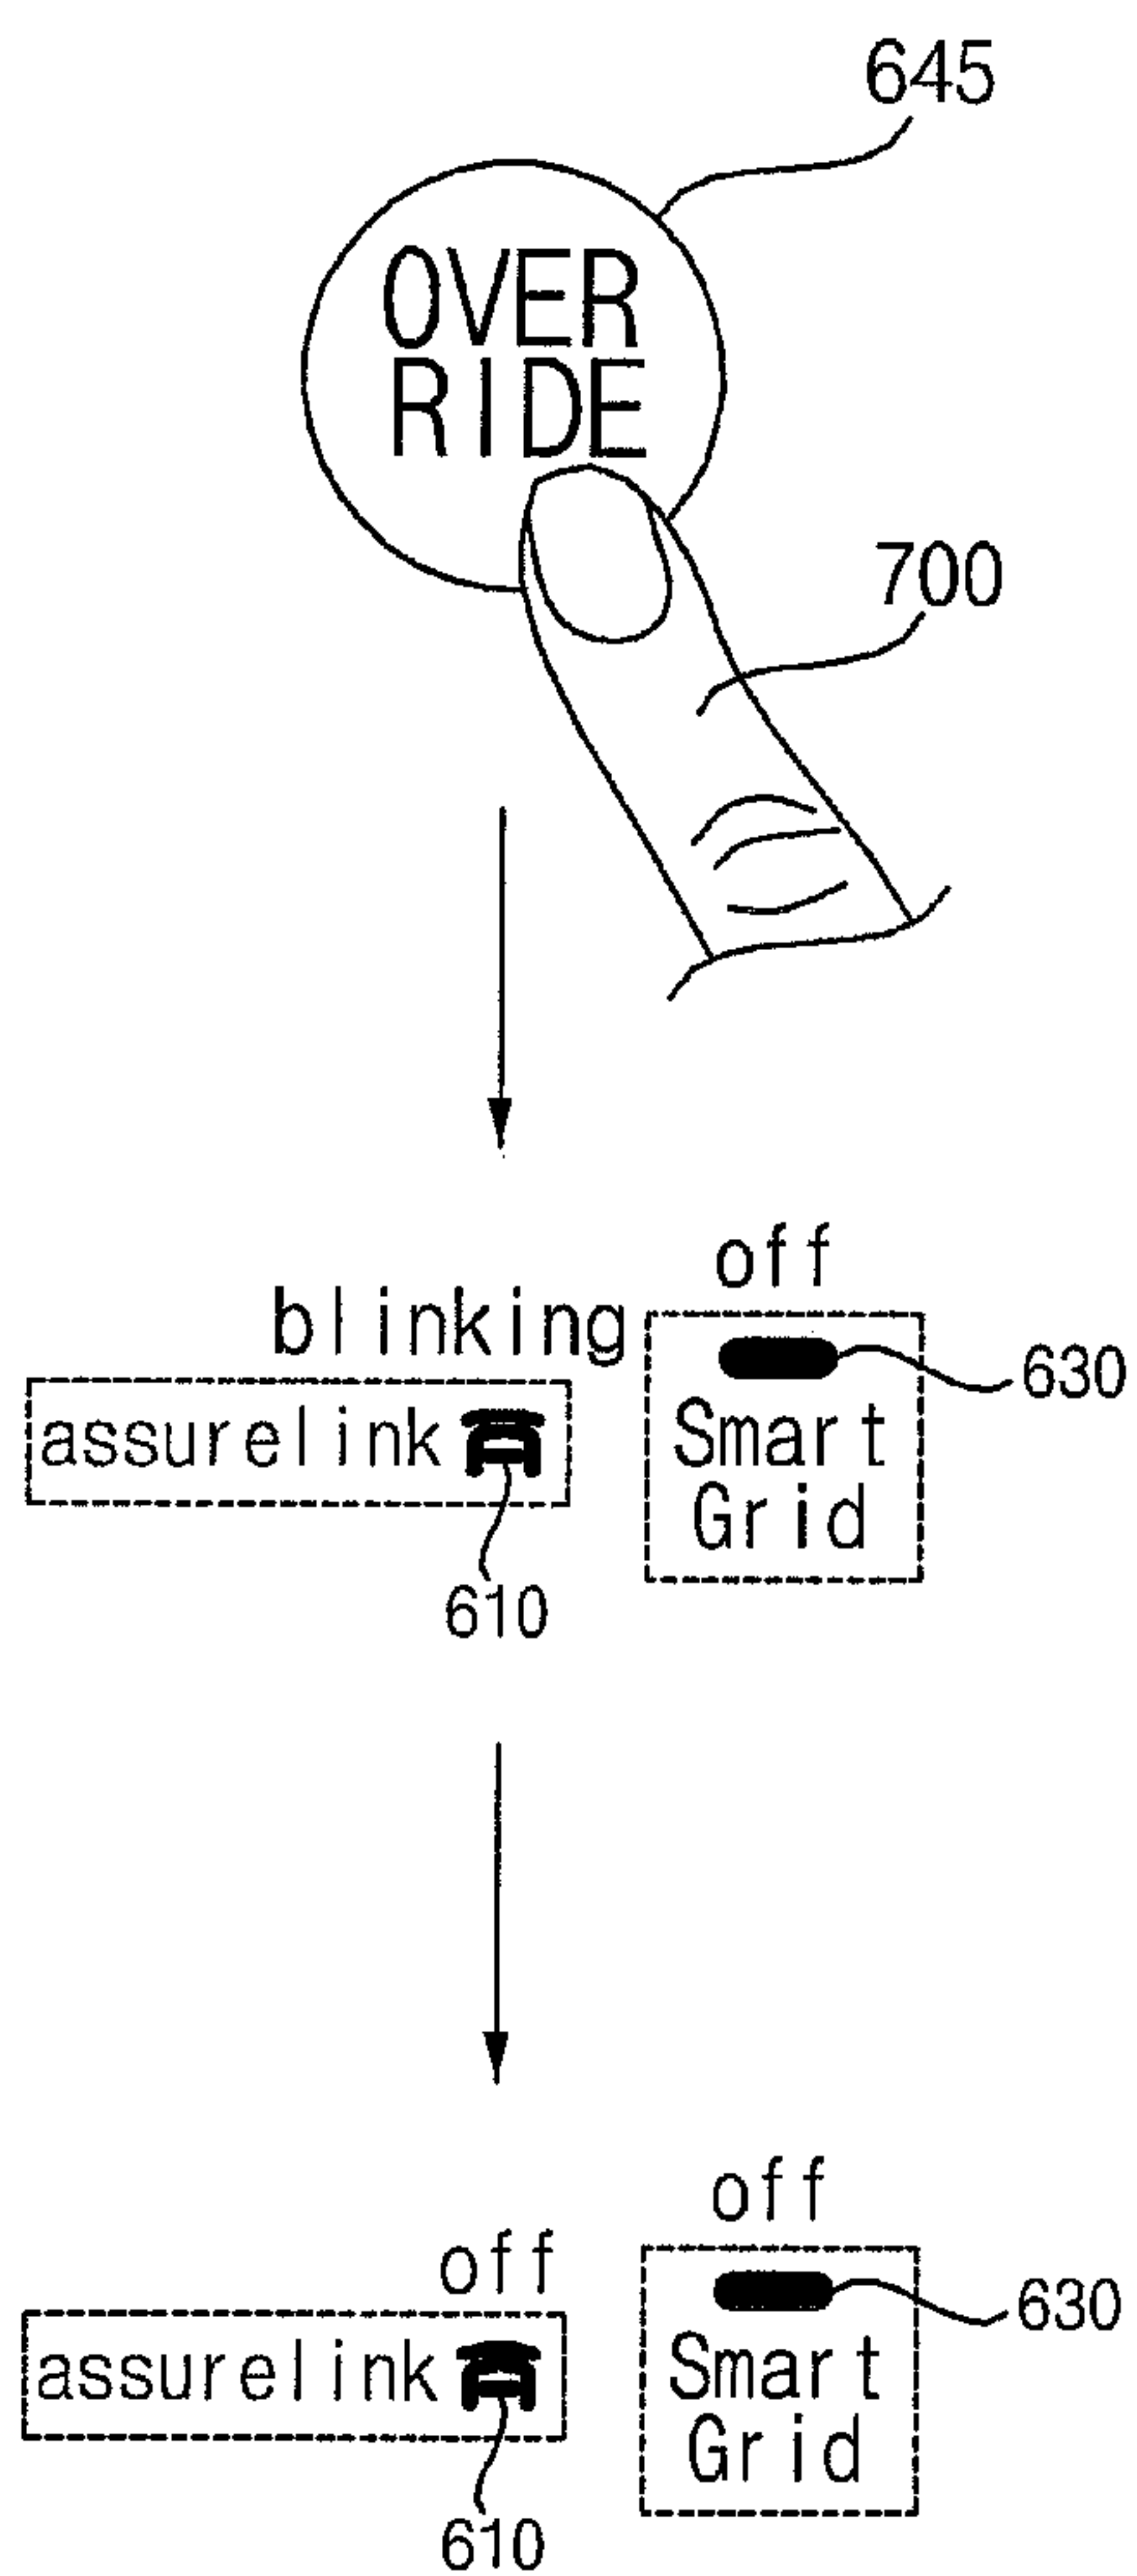 645
OVER
RIDE
700
off
blinking
630
assurelink
Smart
Grid
610
off
off
630
assurelink
Smart
Grid
610